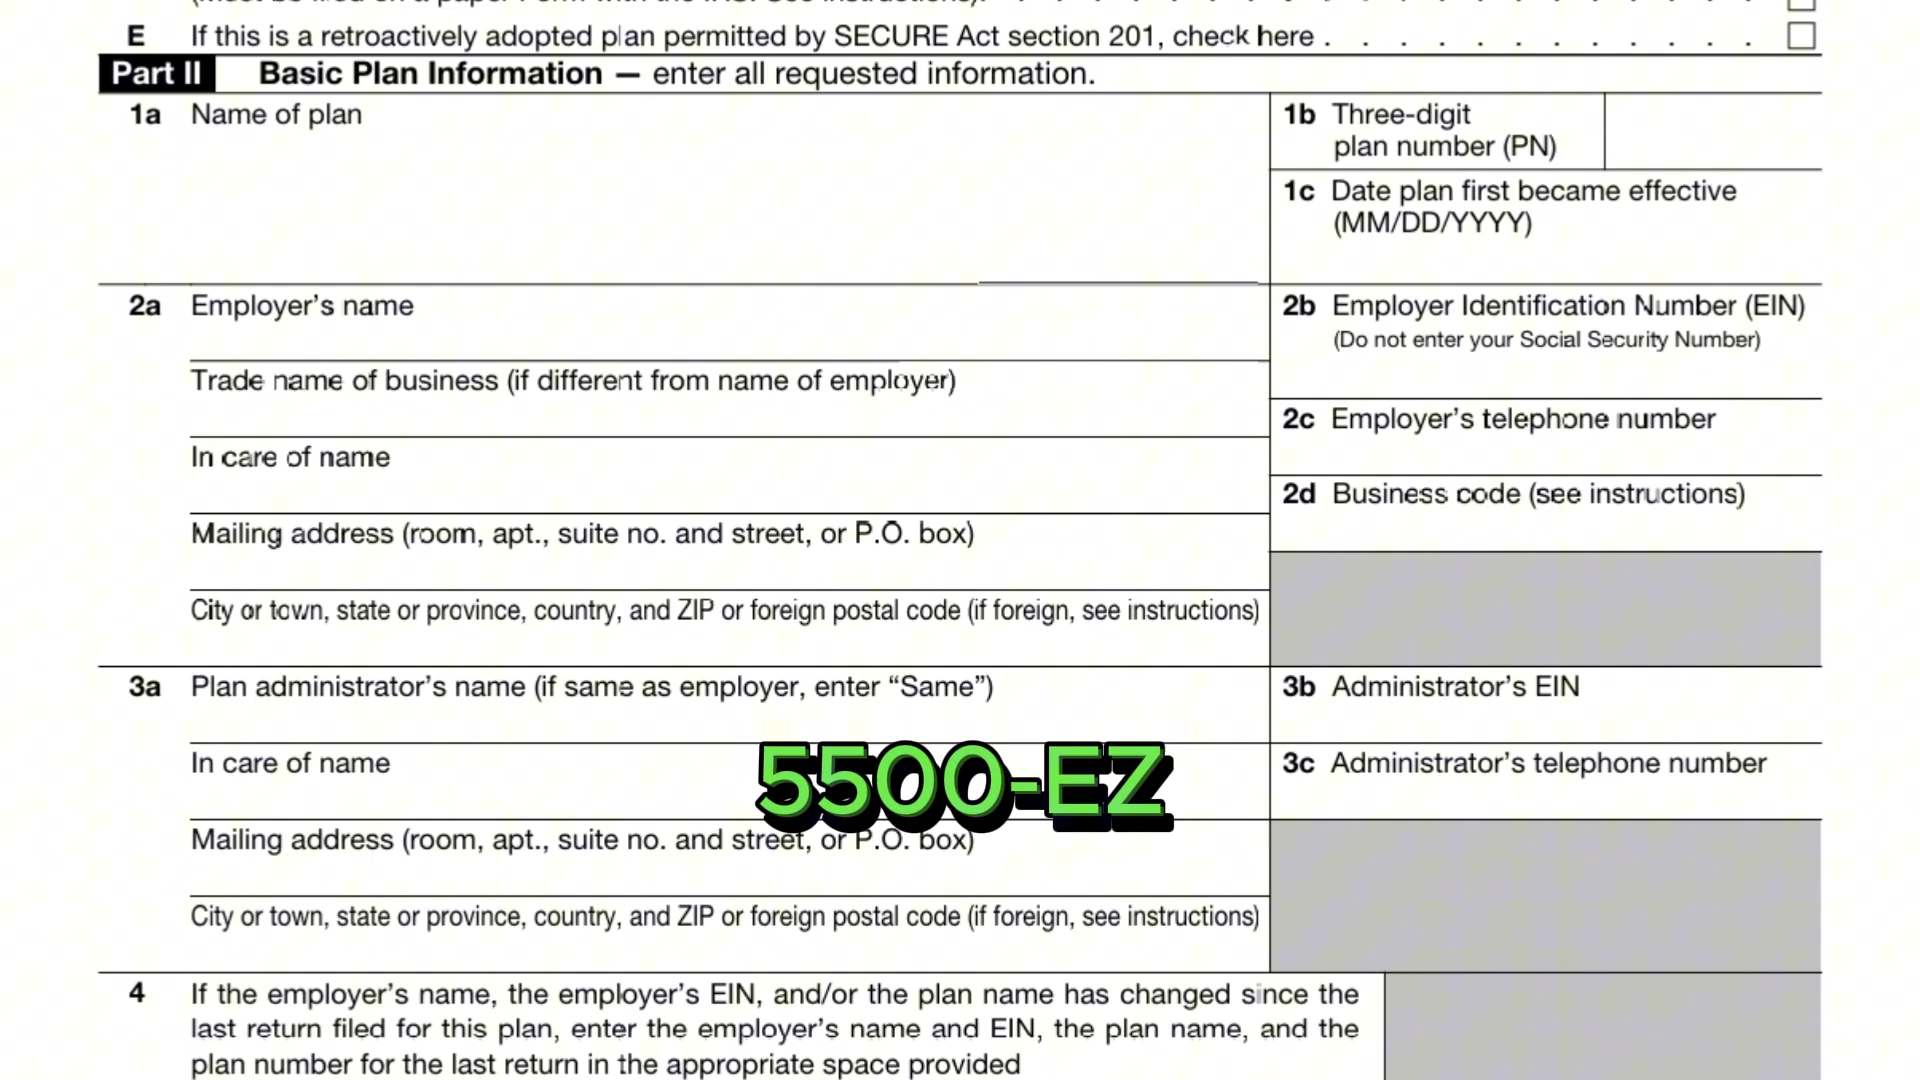 E If this is a retroactively adopted plan permitted by SECURE Act section 201, check here . . . . . . . . . . . .
Part II Basic Plan Information — enter all requested information.
1a Name of plan
1b Three-digit
plan number (PN)
1c Date plan first became effective
(MM/DD/YYYY)
2a Employer’s name
2b Employer Identification Number (EIN)
(Do not enter your Social Security Number)
Trade name of business (if different from name of employer)
2c Employer’s telephone number
In care of name
2d Business code (see instructions)
Mailing address (room, apt., suite no. and street, or P.O. box)
City or town, state or province, country, and ZIP or foreign postal code (if foreign, see instructions)
3a Plan administrator’s name (if same as employer, enter “Same”)
3b Administrator’s EIN
In care of name
5500-EZ
3c Administrator’s telephone number
Mailing address (room, apt., suite no. and street, or P.O. box)
City or town, state or province, country, and ZIP or foreign postal code (if foreign, see instructions)
4 If the employer’s name, the employer’s EIN, and/or the plan name has changed since the
last return filed for this plan, enter the employer’s name and EIN, the plan name, and the
plan number for the last return in the appropriate space provided